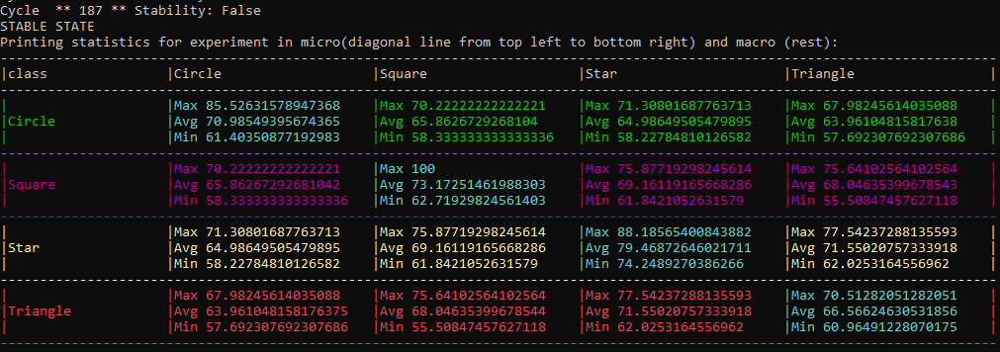 Cycle  ** 187 ** Stability: False
STABLE STATE
Printing statistics for experiment in micro(diagonal line from top left to bottom right) and macro (rest):
|class |Circle |Square |Star |Triangle |
| |Max 85.52631578947368 |Max 70.22222222222221 |Max 71.30801687763713 |Max 67.98245614035088 |
|Circle |Avg 70.98549395674365 |Avg 65.8626729268104 |Avg 64.98649505479895 |Avg 63.96104815817638 |
| |Min 61.40350877192983 |Min 58.333333333333336 |Min 58.22784810126582 |Min 57.692307692307686 |
| |Max 70.22222222222221 |Max 100 |Max 75.87719298245614 |Max 75.64102564102564 |
|Square |Avg 65.86267292681042 |Avg 73.17251461988303 |Avg 69.16119165668286 |Avg 68.04635399678543 |
| |Min 58.333333333333336 |Min 62.71929824561403 |Min 61.8421052631579 |Min 55.50847457627118 |
| |Max 71.30801687763713 |Max 75.87719298245614 |Max 88.18565400843882 |Max 77.54237288135593 |
|Star |Avg 64.98649505479895 |Avg 69.16119165668286 |Avg 79.46872646021711 |Avg 71.55020757333918 |
| |Min 58.22784810126582 |Min 61.8421052631579 |Min 74.2489270386266 |Min 62.0253164556962 |
| |Max 67.98245614035088 |Max 75.64102564102564 |Max 77.54237288135593 |Max 70.51282051282051 |
|Triangle |Avg 63.961048158176375 |Avg 68.04635399678544 |Avg 71.55020757333918 |Avg 66.56624630531856 |
| |Min 57.692307692307686 |Min 55.50847457627118 |Min 62.0253164556962 |Min 60.96491228070175 |